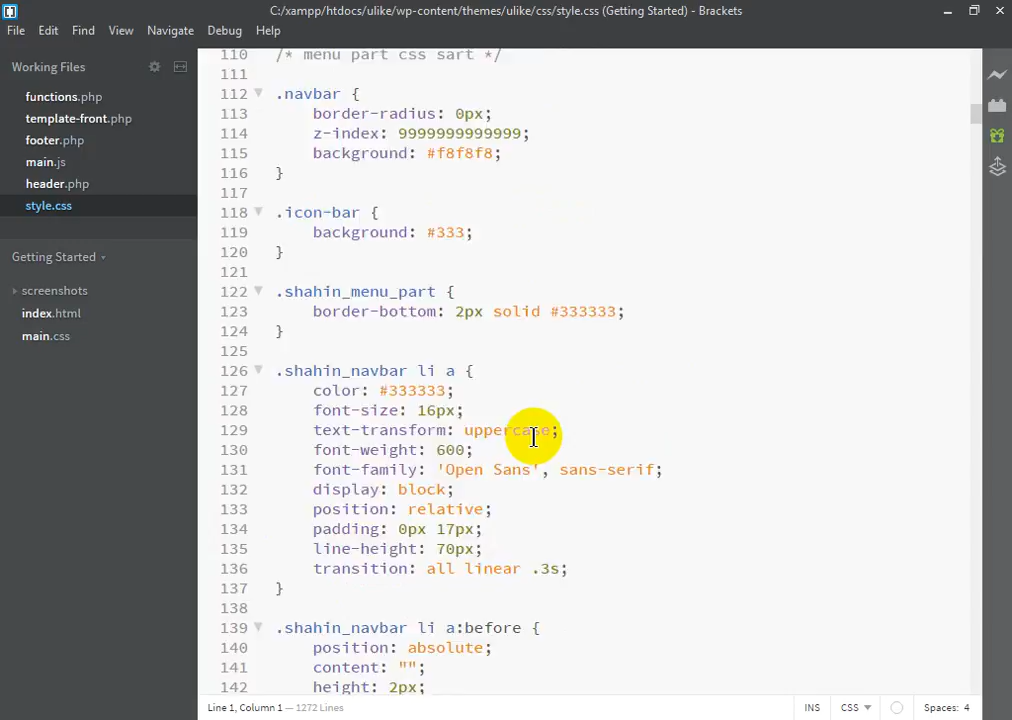 C:/xampp/htdocs/ulike/wp-content/themes/ulike/css/style.css (Getting Started) - Brackets
File Edit Find View Navigate Debug Help
Working Files
functions.php
template-front.php
footer.php
main.js
header.php
style.css
Getting Started
screenshots
index.html
main.css
110 /* menu part css sart */
111
112 .navbar {
113 border-radius: 0px;
114 z-index: 9999999999999;
115 background: #f8f8f8;
116 }
117
118 .icon-bar {
119 background: #333;
120 }
121
122 .shahin_menu_part {
123 border-bottom: 2px solid #333333;
124 }
125
126 .shahin_navbar li a {
127 color: #333333;
128 font-size: 16px;
129 text-transform: uppercase;
130 font-weight: 600;
131 font-family: 'Open Sans', sans-serif;
132 display: block;
133 position: relative;
134 padding: 0px 17px;
135 line-height: 70px;
136 transition: all linear .3s;
137 }
138
139 .shahin_navbar li a:before {
140 position: absolute;
141 content: "";
142 height: 2px;
Line 1, Column 1 — 1272 Lines
INS CSS Spaces: 4